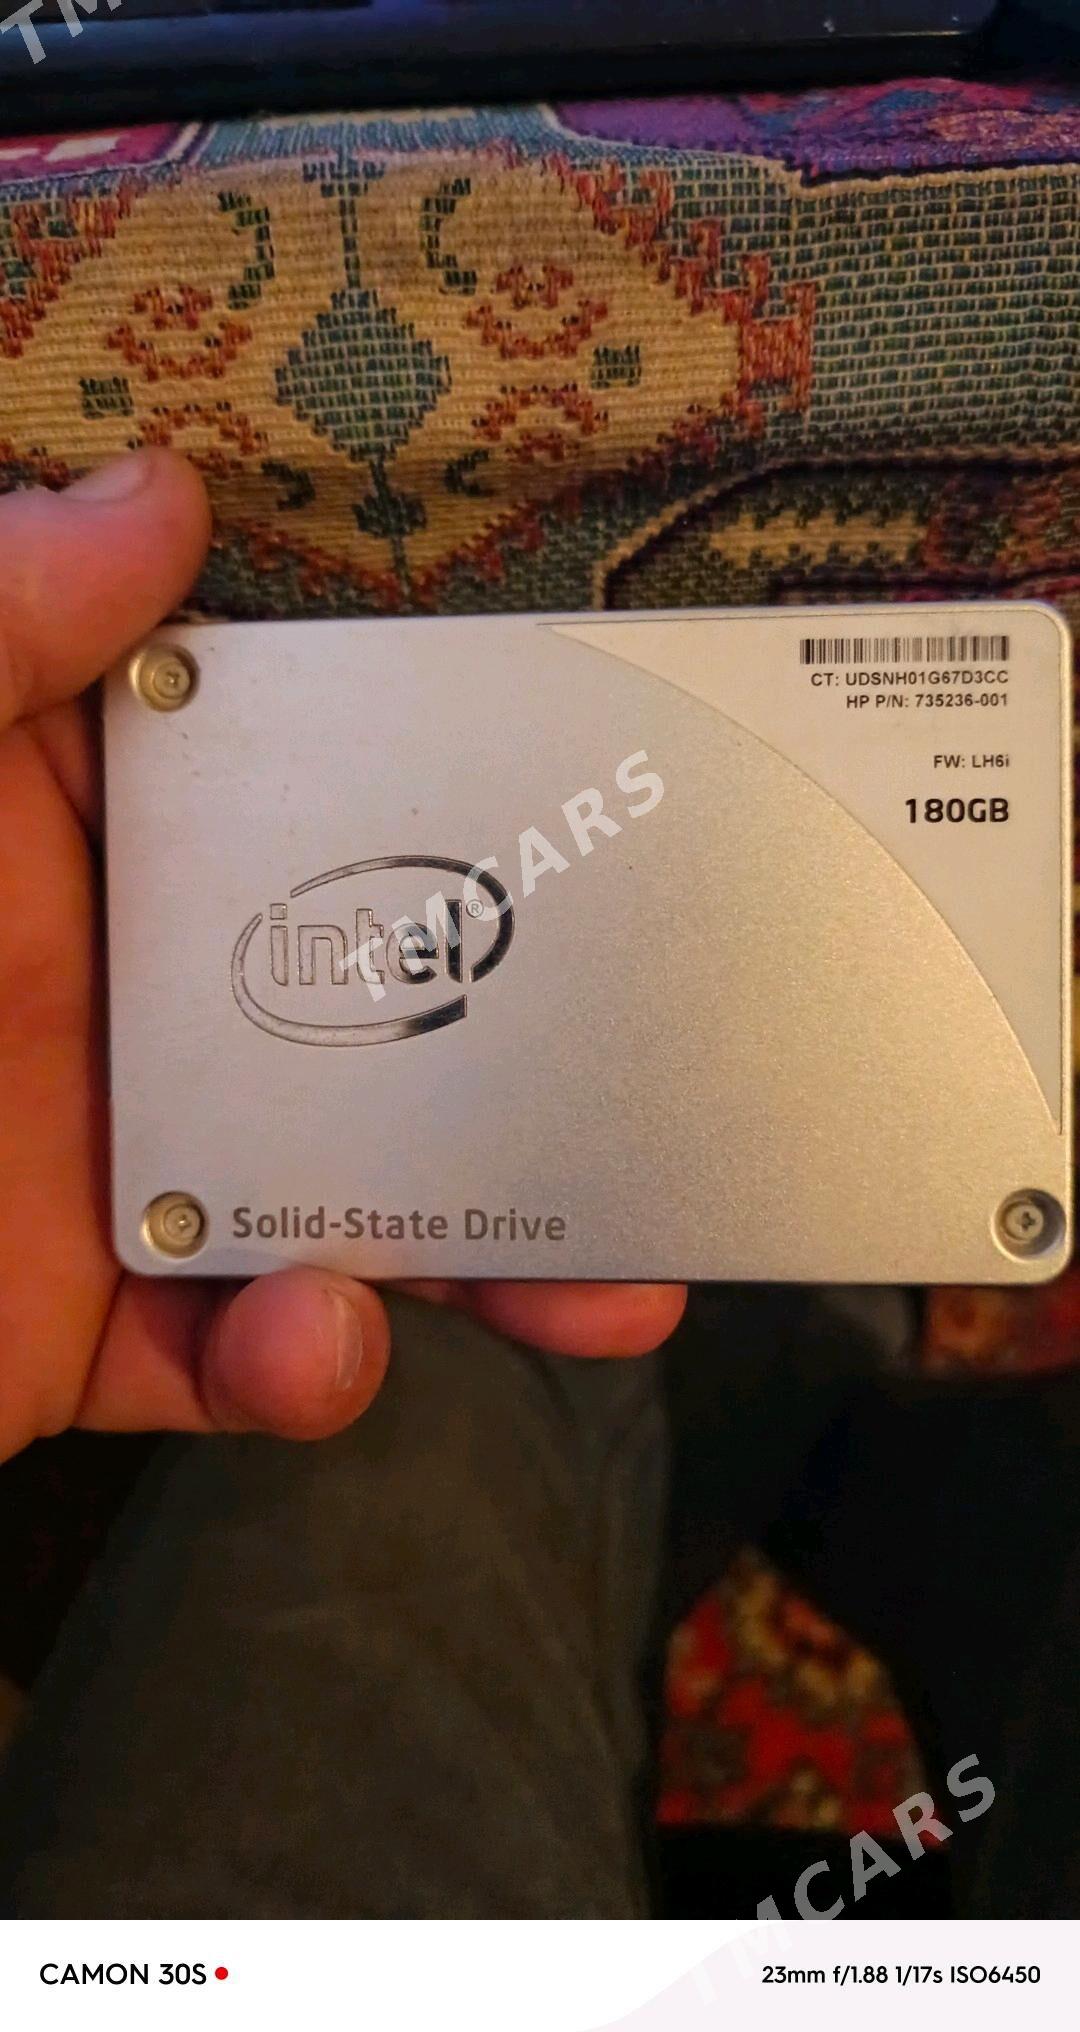 TM
CT: UDSNH01G67D3CC
HP P/N: 735236-001
FW: LH6i
180GB
TMCARS
intel®
Solid-State Drive
TMCARS
CAMON 30S
23mm f/1.88 1/17s ISO6450